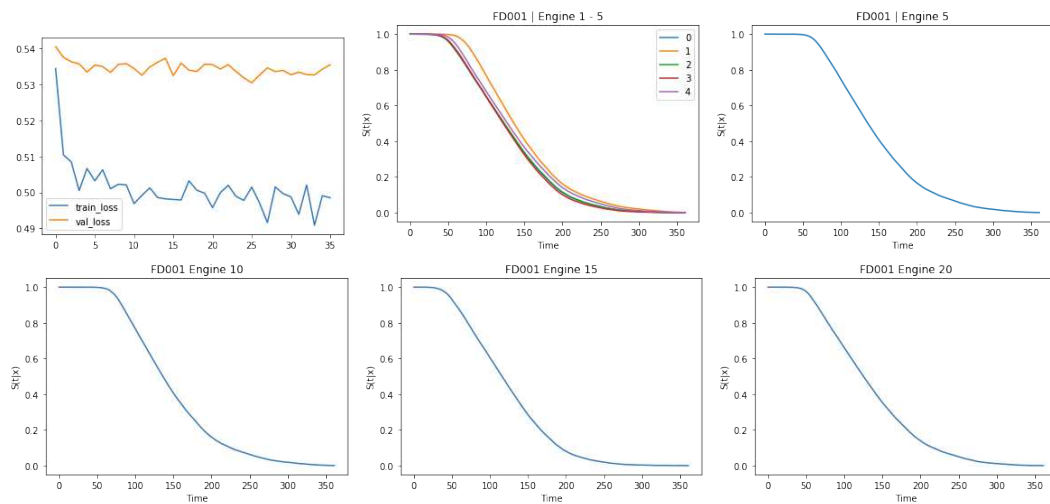 0.54
0.53
0.52
0.51
0.50
0.49
train_loss
val_loss
0 5 10 15 20 25 30 35
FD001 | Engine 1 - 5
1.0
0.8
0.6
0.4
0.2
0.0
S(t|x)
0
1
2
3
4
0 50 100 150 200 250 300 350
Time
FD001 | Engine 5
1.0
0.8
0.6
0.4
0.2
0.0
S(t|x)
0 50 100 150 200 250 300 350
Time
FD001 Engine 10
1.0
0.8
0.6
0.4
0.2
0.0
S(t|x)
0 50 100 150 200 250 300 350
Time
FD001 Engine 15
1.0
0.8
0.6
0.4
0.2
0.0
S(t|x)
0 50 100 150 200 250 300 350
Time
FD001 Engine 20
1.0
0.8
0.6
0.4
0.2
0.0
S(t|x)
0 50 100 150 200 250 300 350
Time